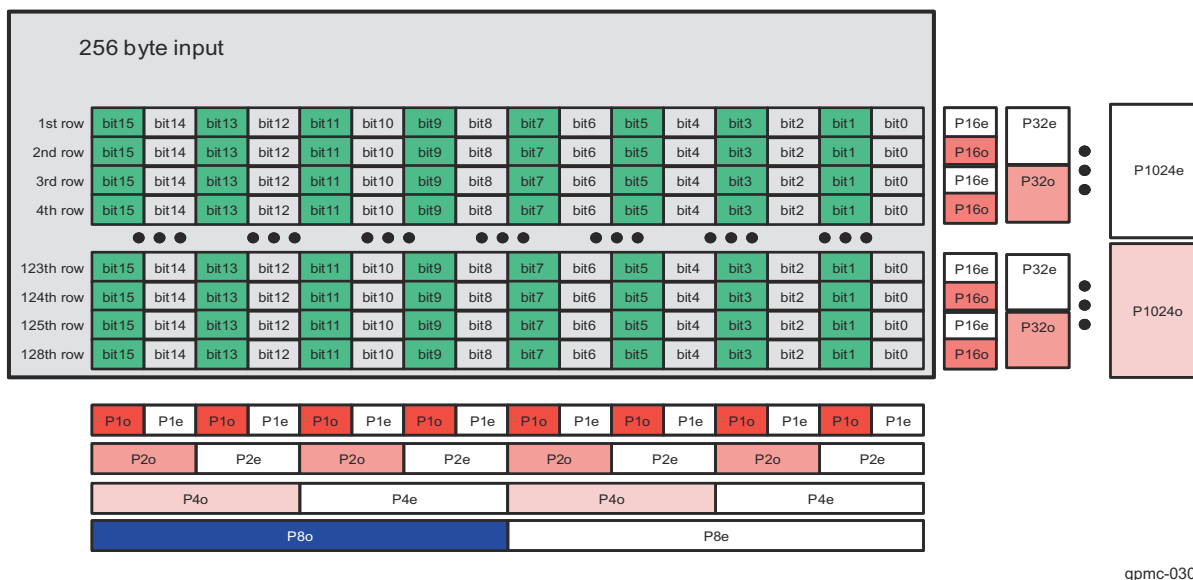 256 byte input
1st row bit15 bit14 bit13 bit12 bit11 bit10 bit9 bit8 bit7 bit6 bit5 bit4 bit3 bit2 bit1 bit0 P16e P32e
2nd row bit15 bit14 bit13 bit12 bit11 bit10 bit9 bit8 bit7 bit6 bit5 bit4 bit3 bit2 bit1 bit0 P16o
3rd row bit15 bit14 bit13 bit12 bit11 bit10 bit9 bit8 bit7 bit6 bit5 bit4 bit3 bit2 bit1 bit0 P16e P32o P1024e
4th row bit15 bit14 bit13 bit12 bit11 bit10 bit9 bit8 bit7 bit6 bit5 bit4 bit3 bit2 bit1 bit0 P16o
123th row bit15 bit14 bit13 bit12 bit11 bit10 bit9 bit8 bit7 bit6 bit5 bit4 bit3 bit2 bit1 bit0 P16e P32e
124th row bit15 bit14 bit13 bit12 bit11 bit10 bit9 bit8 bit7 bit6 bit5 bit4 bit3 bit2 bit1 bit0 P16o
125th row bit15 bit14 bit13 bit12 bit11 bit10 bit9 bit8 bit7 bit6 bit5 bit4 bit3 bit2 bit1 bit0 P16e P32o P1024o
128th row bit15 bit14 bit13 bit12 bit11 bit10 bit9 bit8 bit7 bit6 bit5 bit4 bit3 bit2 bit1 bit0 P16o
P1o P1e P1o P1e P1o P1e P1o P1e P1o P1e P1o P1e P1o P1e P1o P1e
P2o P2e P2o P2e P2o P2e P2o P2e
P4o P4e P4o P4e
P8o P8e
gpmc-030